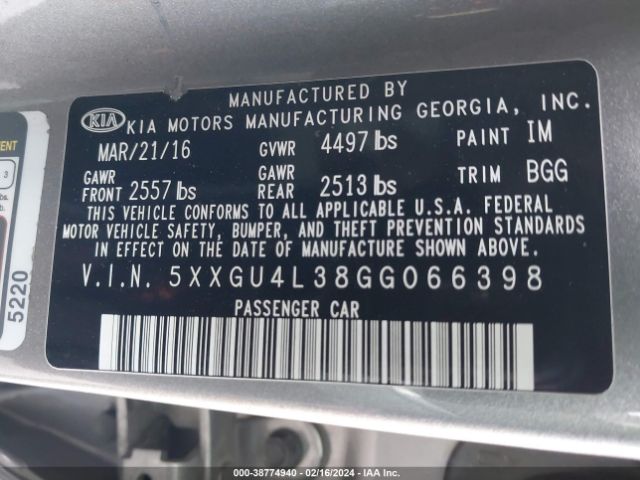 MANUFACTURED BY
KIA KIA MOTORS MANUFACTURING GEORGIA, INC.
MAR/21/16 GVWR 4497 lbs PAINT IM
GAWR FRONT 2557 lbs GAWR REAR 2513 lbs TRIM BGG
THIS VEHICLE CONFORMS TO ALL APPLICABLE U.S.A. FEDERAL
MOTOR VEHICLE SAFETY, BUMPER, AND THEFT PREVENTION STANDARDS
IN EFFECT ON THE DATE OF MANUFACTURE SHOWN ABOVE.
V.I.N. 5XXGU4L38GG066398
PASSENGER CAR
3
5220
000-38774940 - 02/16/2024 - IAA Inc.